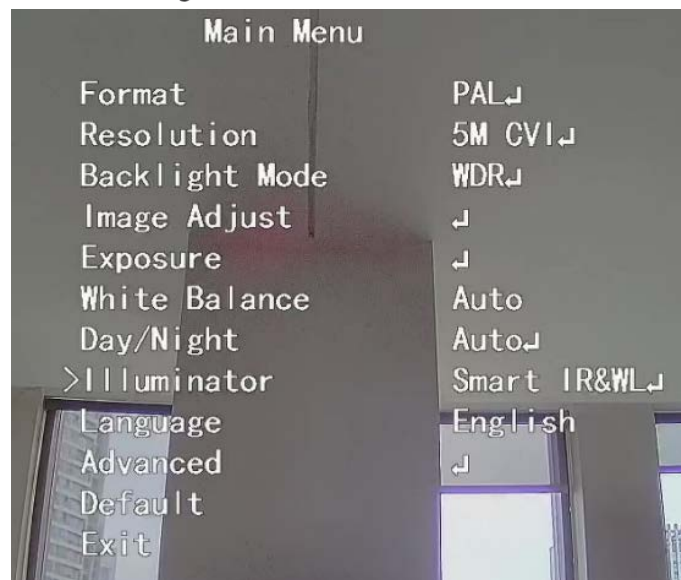 Main Menu
Format PAL↵
Resolution 5M CVI↵
Backlight Mode WDR↵
Image Adjust ↵
Exposure ↵
White Balance Auto
Day/Night Auto↵
>Illuminator Smart IR&WL↵
Language English
Advanced ↵
Default
Exit